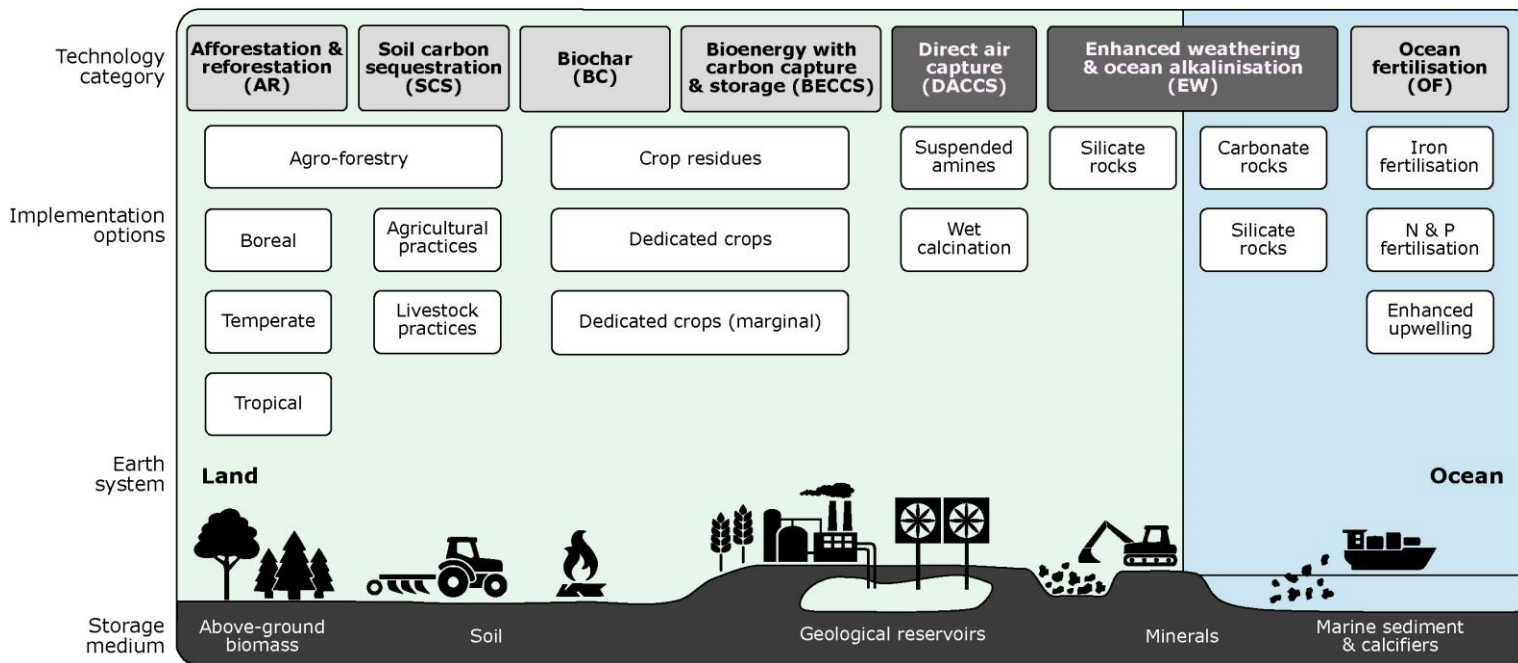 Technology
category
Afforestation &
reforestation
(AR)
Soil carbon
sequestration
(SCS)
Biochar
(BC)
Bioenergy with
carbon capture
& storage (BECCS)
Direct air
capture
(DACCS)
Enhanced weathering
& ocean alkalinisation
(EW)
Ocean
fertilisation
(OF)
Implementation
options
Agro-forestry
Crop residues
Suspended
amines
Silicate
rocks
Carbonate
rocks
Iron
fertilisation
Boreal
Agricultural
practices
Dedicated crops
Wet
calcination
Silicate
rocks
N & P
fertilisation
Temperate
Livestock
practices
Dedicated crops (marginal)
Enhanced
upwelling
Tropical
Earth
system
Land
Ocean
Storage
medium
Above-ground
biomass
Soil
Geological reservoirs
Minerals
Marine sediment
& calcifiers